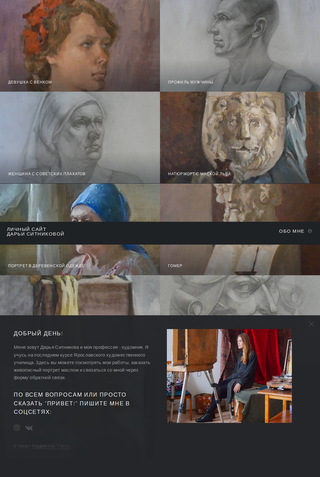 ДЕВУШКА С ВЕНКОМ
ПРОФИЛЬ МУЖЧИНЫ
ЖЕНЩИНА С СОВЕТСКИХ ПЛАКАТОВ
НАТЮРМОРТ С МАСКОЙ ЛЬВА
ЛИЧНЫЙ САЙТ
ДАРЬИ СИТНИКОВОЙ
ОБО МНЕ
ПОРТРЕТ В ДЕРЕВЕНСКОЙ ОДЕЖДЕ
ГОМЕР
ДОБРЫЙ ДЕНЬ!
Меня зовут Дарья Ситникова и моя профессия - художник. Я
учусь на последнем курсе Ярославского художественного
училища. Здесь вы можете посмотреть мои работы, заказать
живописный портрет маслом и связаться со мной через
форму обратной связи.
ПО ВСЕМ ВОПРОСАМ ИЛИ ПРОСТО
СКАЗАТЬ "ПРИВЕТ!" ПИШИТЕ МНЕ В
СОЦСЕТЯХ: